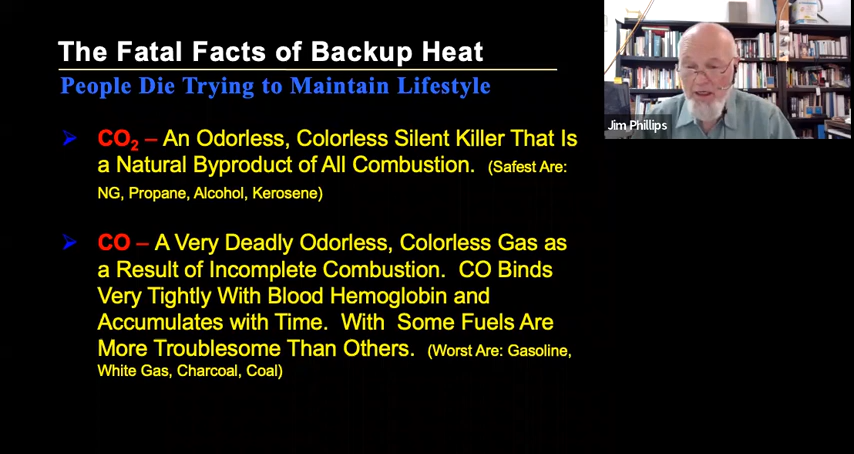 The Fatal Facts of Backup Heat
People Die Trying to Maintain Lifestyle
CO2 – An Odorless, Colorless Silent Killer That Is
a Natural Byproduct of All Combustion. (Safest Are:
NG, Propane, Alcohol, Kerosene)
CO – A Very Deadly Odorless, Colorless Gas as
a Result of Incomplete Combustion. CO Binds
Very Tightly With Blood Hemoglobin and
Accumulates with Time. With Some Fuels Are
More Troublesome Than Others. (Worst Are: Gasoline,
White Gas, Charcoal, Coal)
Jim Phillips